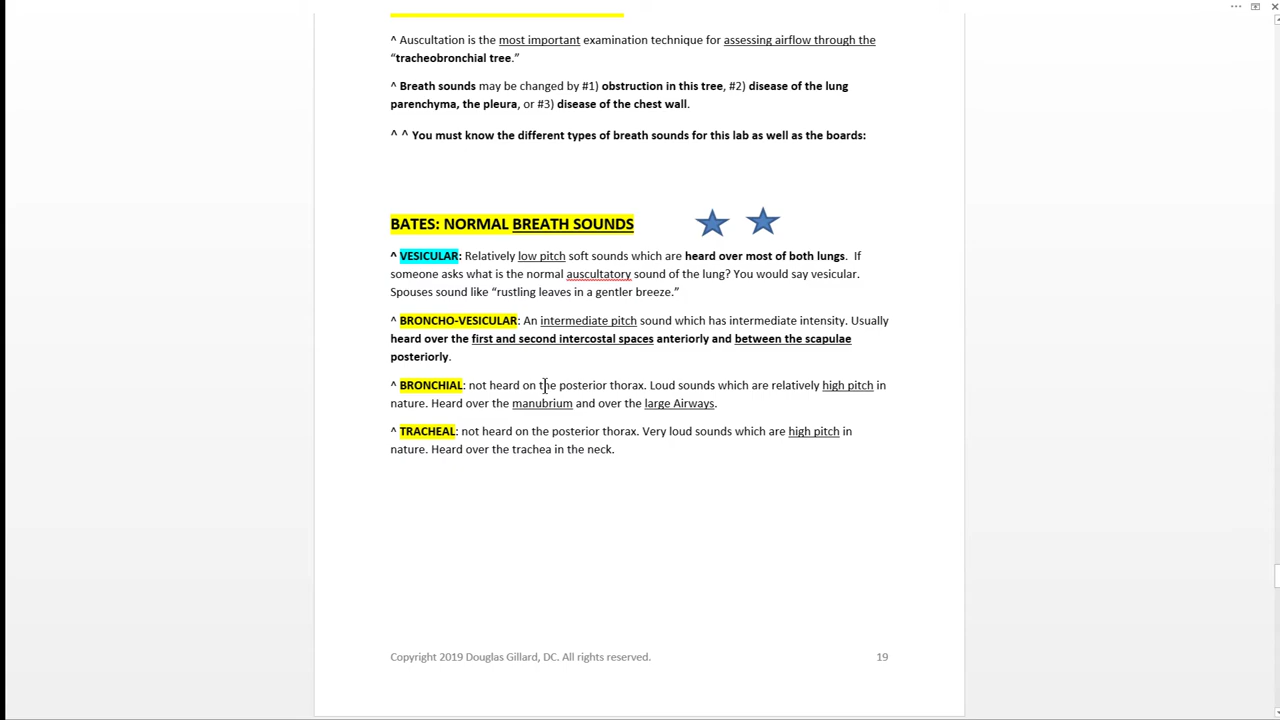 ^ Auscultation is the most important examination technique for assessing airflow through the
“tracheobronchial tree.”
^ Breath sounds may be changed by #1) obstruction in this tree, #2) disease of the lung
parenchyma, the pleura, or #3) disease of the chest wall.
^ ^ You must know the different types of breath sounds for this lab as well as the boards:
BATES: NORMAL BREATH SOUNDS
^ VESICULAR: Relatively low pitch soft sounds which are heard over most of both lungs.  If
someone asks what is the normal auscultatory sound of the lung? You would say vesicular.
Spouses sound like “rustling leaves in a gentler breeze.”
^ BRONCHO-VESICULAR: An intermediate pitch sound which has intermediate intensity. Usually
heard over the first and second intercostal spaces anteriorly and between the scapulae
posteriorly.
^ BRONCHIAL: not heard on the posterior thorax. Loud sounds which are relatively high pitch in
nature. Heard over the manubrium and over the large Airways.
^ TRACHEAL: not heard on the posterior thorax. Very loud sounds which are high pitch in
nature. Heard over the trachea in the neck.
Copyright 2019 Douglas Gillard, DC. All rights reserved. 19